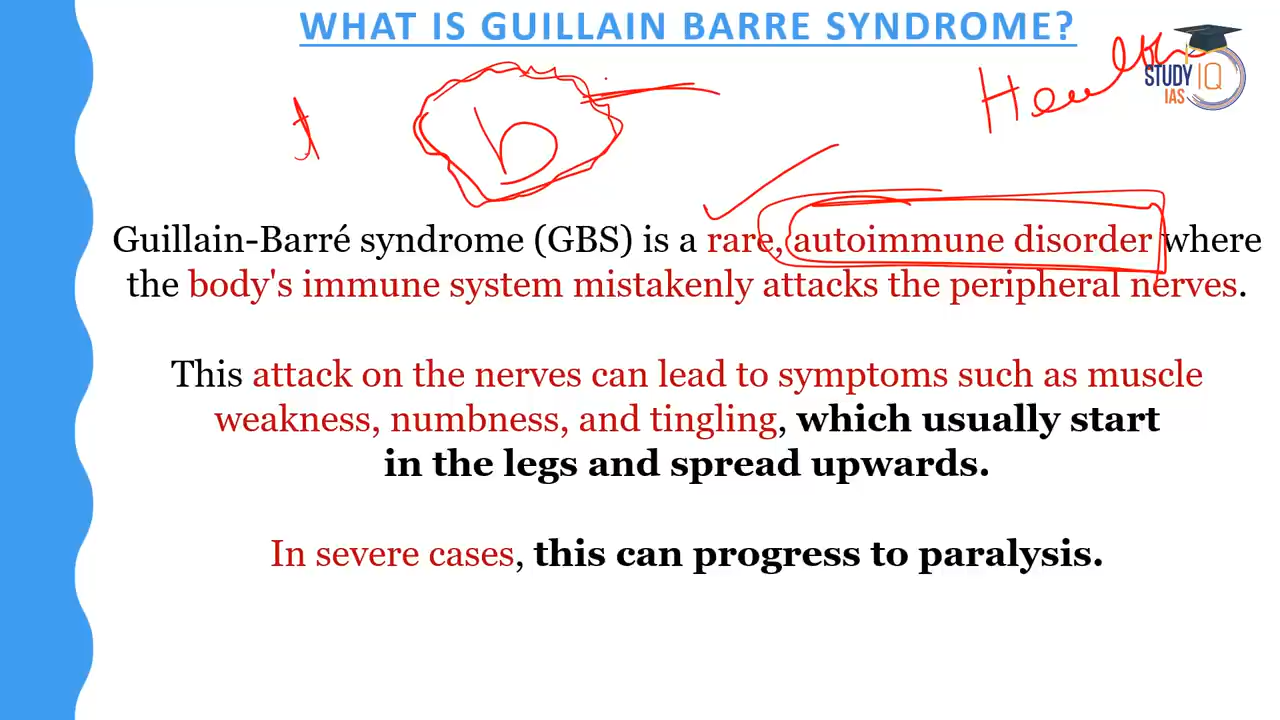 WHAT IS GUILLAIN BARRE SYNDROME?
STUDY IQ
IAS
b
Guillain-Barré syndrome (GBS) is a rare, autoimmune disorder where
the body's immune system mistakenly attacks the peripheral nerves.
This attack on the nerves can lead to symptoms such as muscle
weakness, numbness, and tingling, which usually start
in the legs and spread upwards.
In severe cases, this can progress to paralysis.